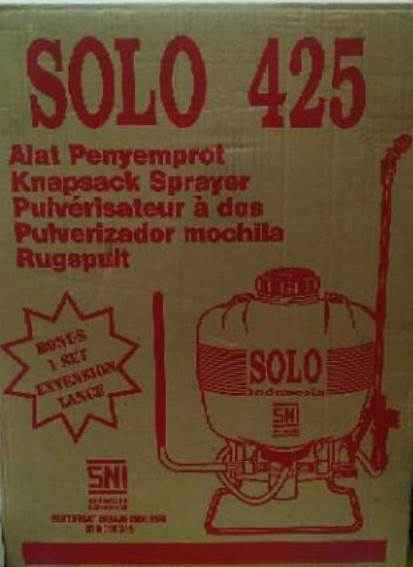 SOLO 425
Alat Penyemprot
Knapsack Sprayer
Pulvérisateur à dos
Pulverizador mochila
Rugspuit
BONUS
1 SET
EXTENSION
LANCE
SOLO
Indonesia
SNI
SNI